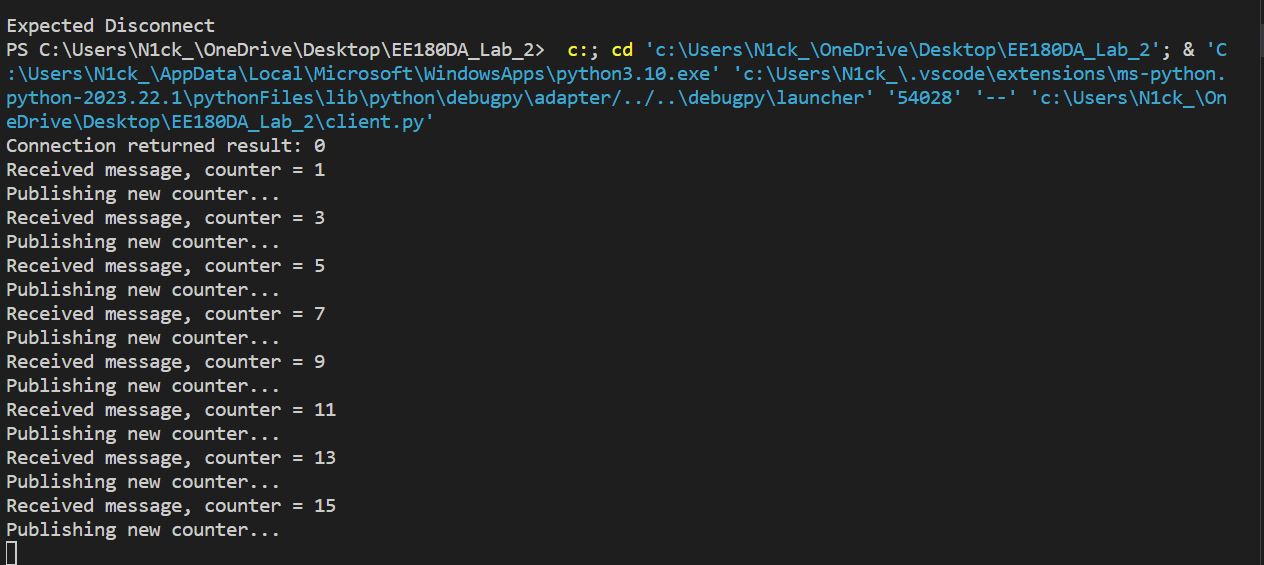 Expected Disconnect
PS C:\Users\N1ck_\OneDrive\Desktop\EE180DA_Lab_2>  c:; cd 'c:\Users\N1ck_\OneDrive\Desktop\EE180DA_Lab_2'; & 'C
:\Users\N1ck_\AppData\Local\Microsoft\WindowsApps\python3.10.exe' 'c:\Users\N1ck_\.vscode\extensions\ms-python.
python-2023.22.1\pythonFiles\lib\python\debugpy\adapter/../..\debugpy\launcher' '54028' '--' 'c:\Users\N1ck_\On
eDrive\Desktop\EE180DA_Lab_2\client.py'
Connection returned result: 0
Received message, counter = 1
Publishing new counter...
Received message, counter = 3
Publishing new counter...
Received message, counter = 5
Publishing new counter...
Received message, counter = 7
Publishing new counter...
Received message, counter = 9
Publishing new counter...
Received message, counter = 11
Publishing new counter...
Received message, counter = 13
Publishing new counter...
Received message, counter = 15
Publishing new counter...